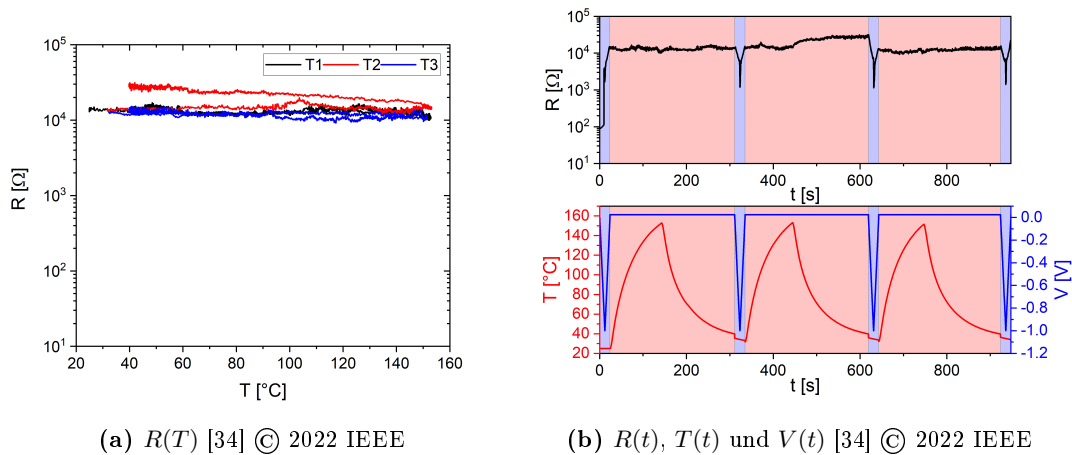 10^5
10^4
10^3
10^2
10^1
R [Ω]
T1 T2 T3
20 40 60 80 100 120 140 160
T [°C]
(a) R(T) [34] © 2022 IEEE
10^5
10^4
10^3
10^2
10^1
R [Ω]
0 200 400 600 800
t [s]
160
140
120
100
80
60
40
20
T [°C]
0.0
-0.2
-0.4
-0.6
-0.8
-1.0
-1.2
V [V]
0 200 400 600 800
t [s]
(b) R(t), T(t) und V(t) [34] © 2022 IEEE